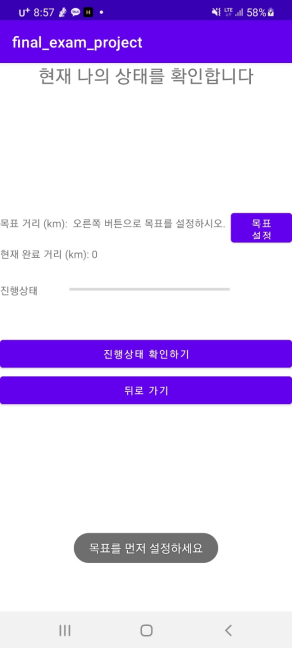 U+ 8:57 LTE 58%
final_exam_project
현재 나의 상태를 확인합니다
목표 거리 (km): 오른쪽 버튼으로 목표를 설정하시오.
목표
설정
현재 완료 거리 (km): 0
진행상태
진행상태 확인하기
뒤로 가기
목표를 먼저 설정하세요